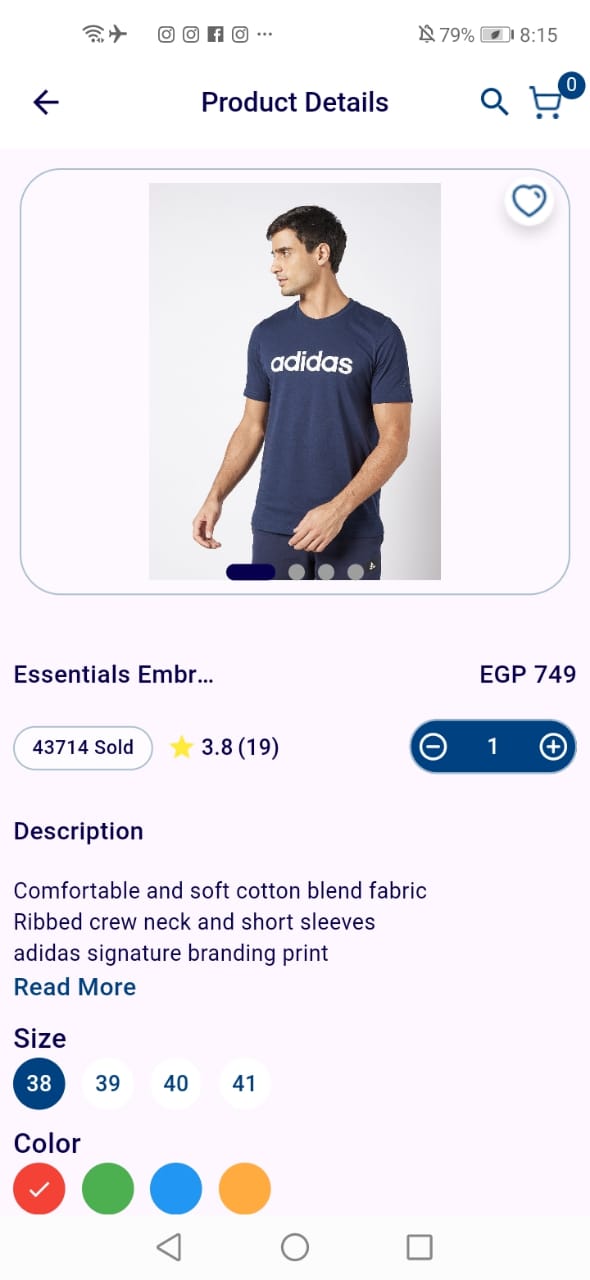 79% 8:15
Product Details
0
adidas
Essentials Embr...
EGP 749
43714 Sold
3.8 (19)
1
Description
Comfortable and soft cotton blend fabric
Ribbed crew neck and short sleeves
adidas signature branding print
Read More
Size
38 39 40 41
Color